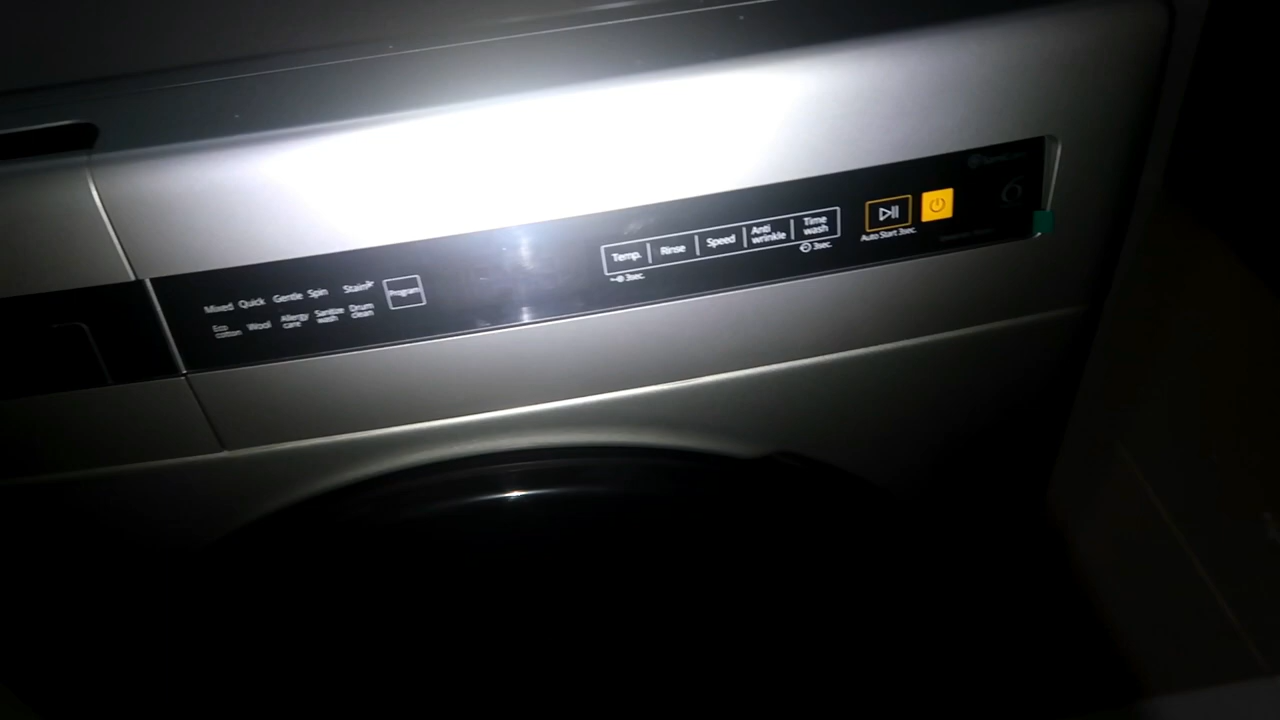 Mixed Quick Gentle Spin Stain
Eco cotton Wool Allergy care Sanitize wash Drum clean
Program
Temp. Rinse Speed Anti wrinkle Time wash
3sec. 3sec.
Auto Start 3sec.